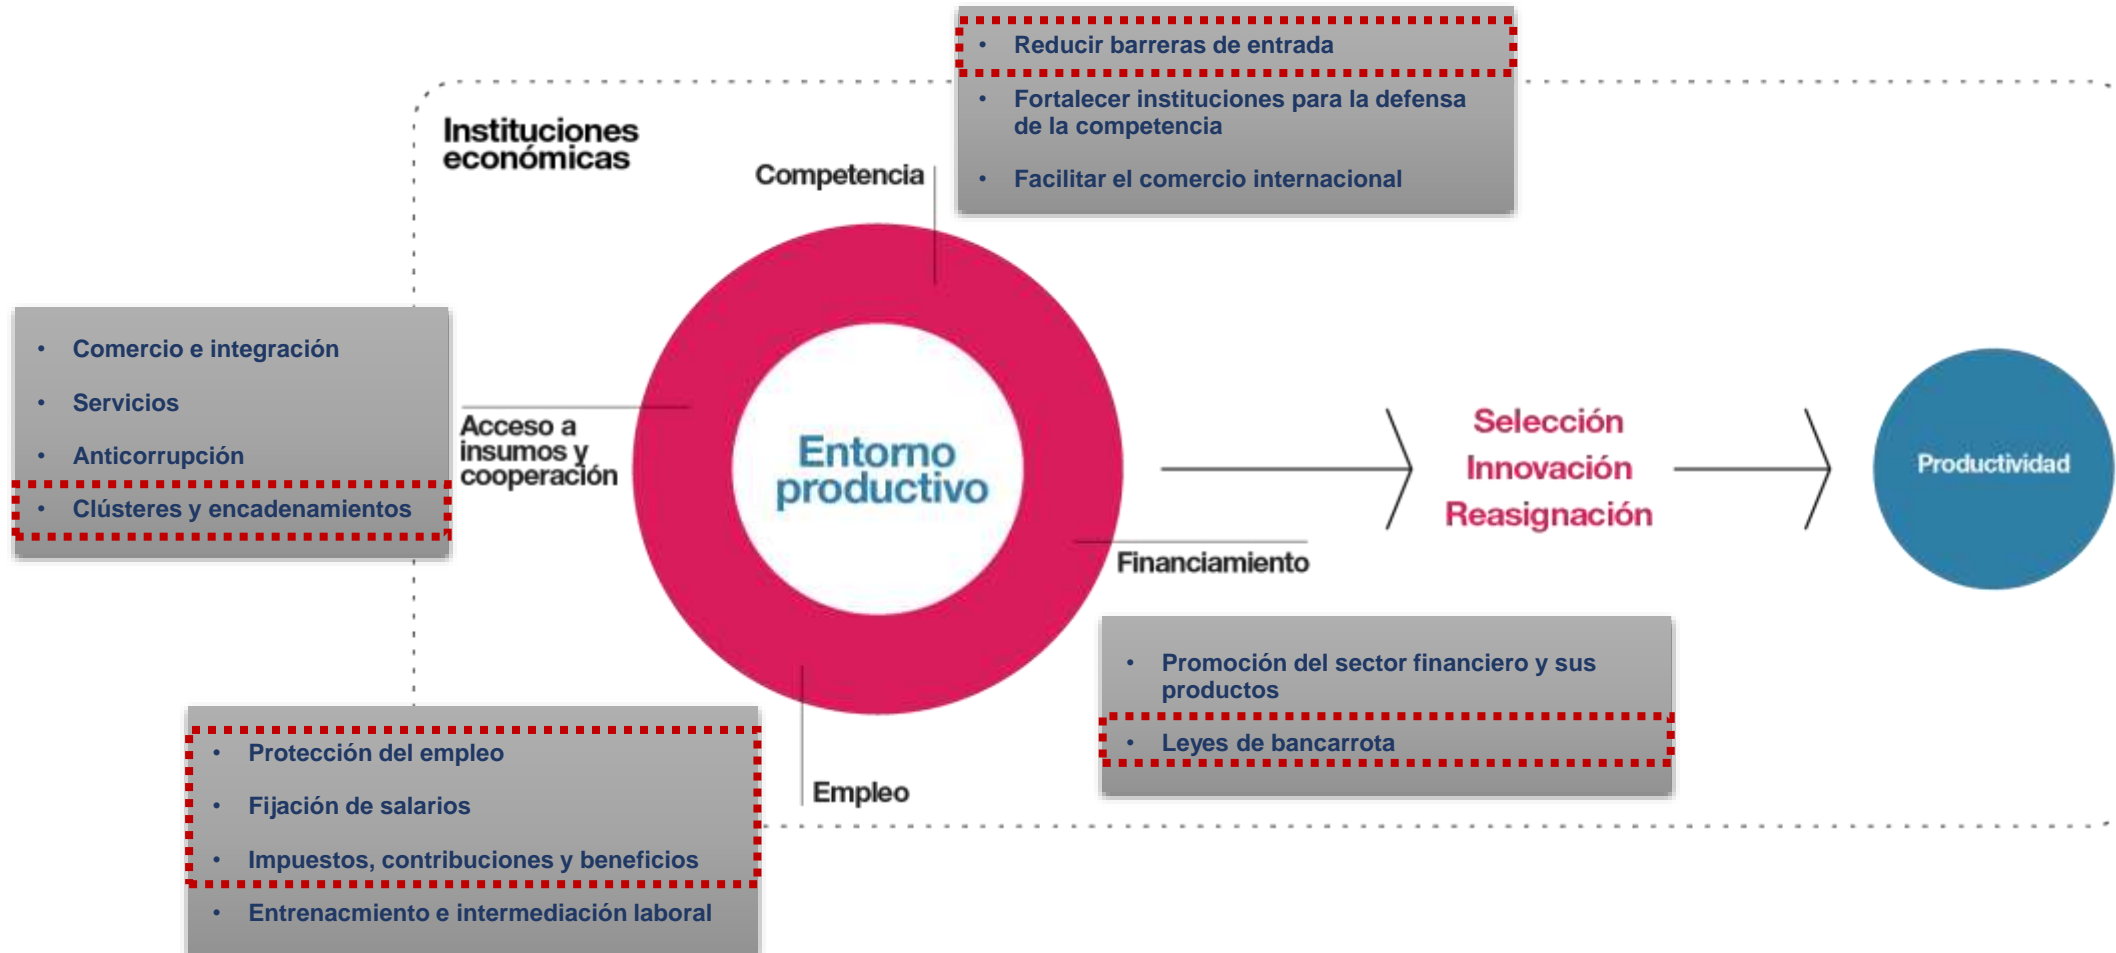 • Reducir barreras de entrada
• Fortalecer instituciones para la defensa
de la competencia
• Facilitar el comercio internacional
Instituciones
económicas
Competencia
• Comercio e integración
• Servicios
• Anticorrupción
• Clústeres y encadenamientos
Acceso a
insumos y
cooperación
Entorno
productivo
Selección
Innovación
Reasignación
Productividad
Financiamiento
• Promoción del sector financiero y sus
productos
• Leyes de bancarrota
• Protección del empleo
• Fijación de salarios
• Impuestos, contribuciones y beneficios
• Entrenacmiento e intermediación laboral
Empleo